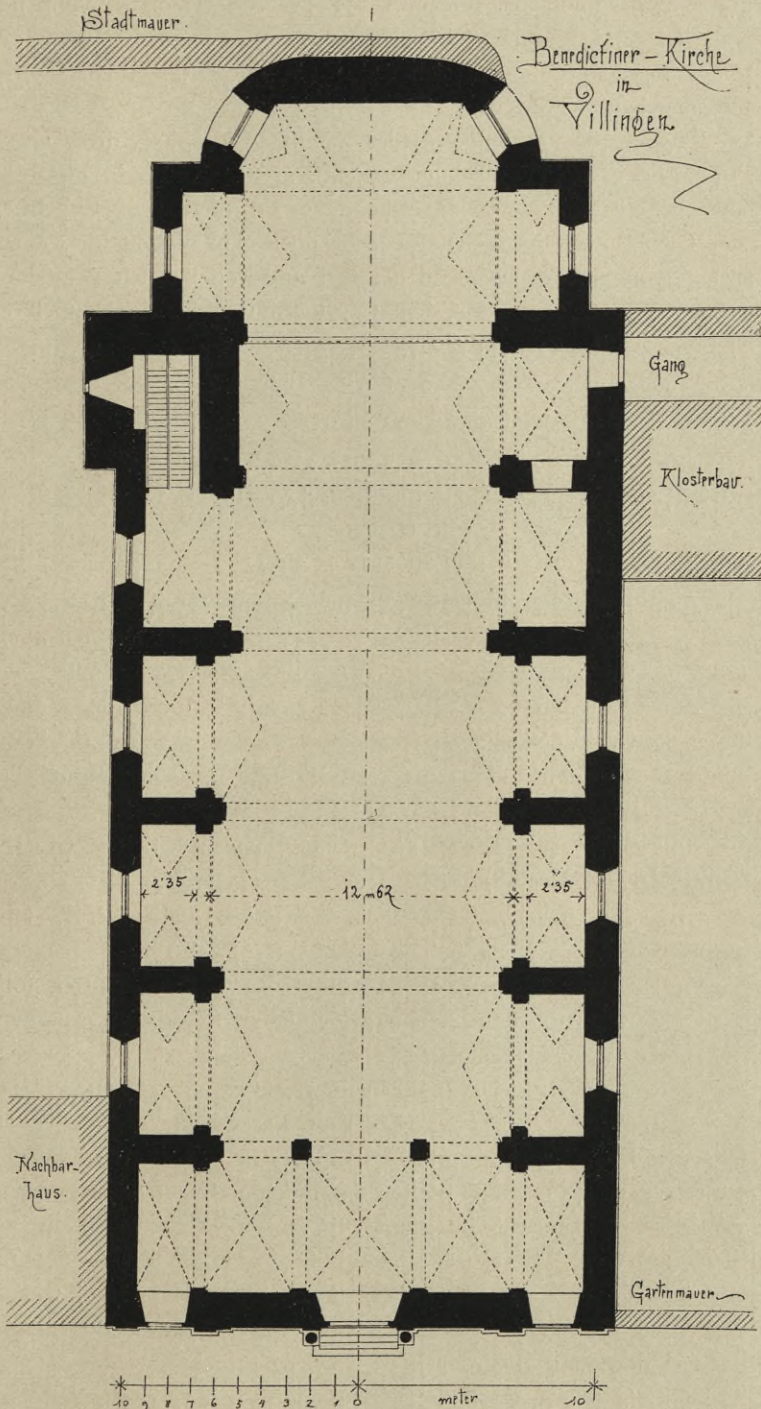 Stadtmauer.
Benedictiner-Kirche
in
Villingen
Gang
Klosterbau.
2'35
12 m 62
2'35
Nachbar-
haus.
Gartenmauer
10 9 8 7 6 5 4 3 2 1 0 meter 10